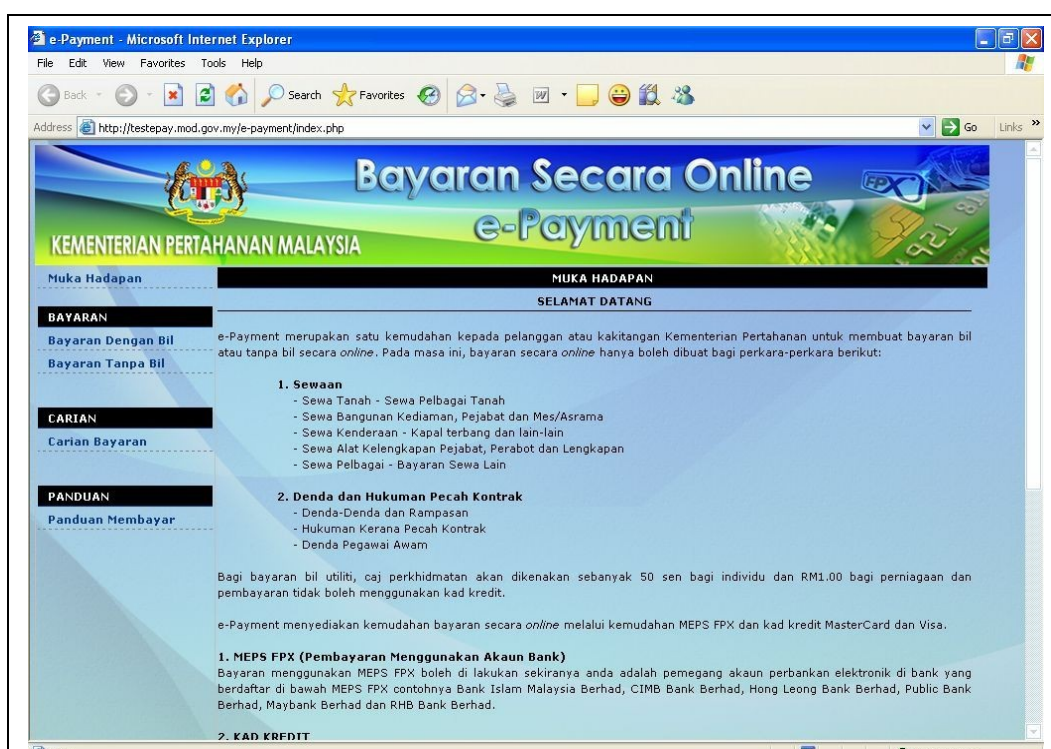 e-Payment - Microsoft Internet Explorer
File Edit View Favorites Tools Help
Back Search Favorites
Address http://testepay.mod.gov.my/e-payment/index.php Go Links »
Bayaran Secara Online
e-Payment
FPX
KEMENTERIAN PERTAHANAN MALAYSIA
Muka Hadapan
BAYARAN
Bayaran Dengan Bil
Bayaran Tanpa Bil
CARIAN
Carian Bayaran
PANDUAN
Panduan Membayar
MUKA HADAPAN
SELAMAT DATANG
e-Payment merupakan satu kemudahan kepada pelanggan atau kakitangan Kementerian Pertahanan untuk membuat bayaran bil
atau tanpa bil secara online. Pada masa ini, bayaran secara online hanya boleh dibuat bagi perkara-perkara berikut:
1. Sewaan
- Sewa Tanah - Sewa Pelbagai Tanah
- Sewa Bangunan Kediaman, Pejabat dan Mes/Asrama
- Sewa Kenderaan - Kapal terbang dan lain-lain
- Sewa Alat Kelengkapan Pejabat, Perabot dan Lengkapan
- Sewa Pelbagai - Bayaran Sewa Lain
2. Denda dan Hukuman Pecah Kontrak
- Denda-Denda dan Rampasan
- Hukuman Kerana Pecah Kontrak
- Denda Pegawai Awam
Bagi bayaran bil utiliti, caj perkhidmatan akan dikenakan sebanyak 50 sen bagi individu dan RM1.00 bagi perniagaan dan
pembayaran tidak boleh menggunakan kad kredit.
e-Payment menyediakan kemudahan bayaran secara online melalui kemudahan MEPS FPX dan kad kredit MasterCard dan Visa.
1. MEPS FPX (Pembayaran Menggunakan Akaun Bank)
Bayaran menggunakan MEPS FPX boleh di lakukan sekiranya anda adalah pemegang akaun perbankan elektronik di bank yang
berdaftar di bawah MEPS FPX contohnya Bank Islam Malaysia Berhad, CIMB Bank Berhad, Hong Leong Bank Berhad, Public Bank
Berhad, Maybank Berhad dan RHB Bank Berhad.
2. KAD KREDIT